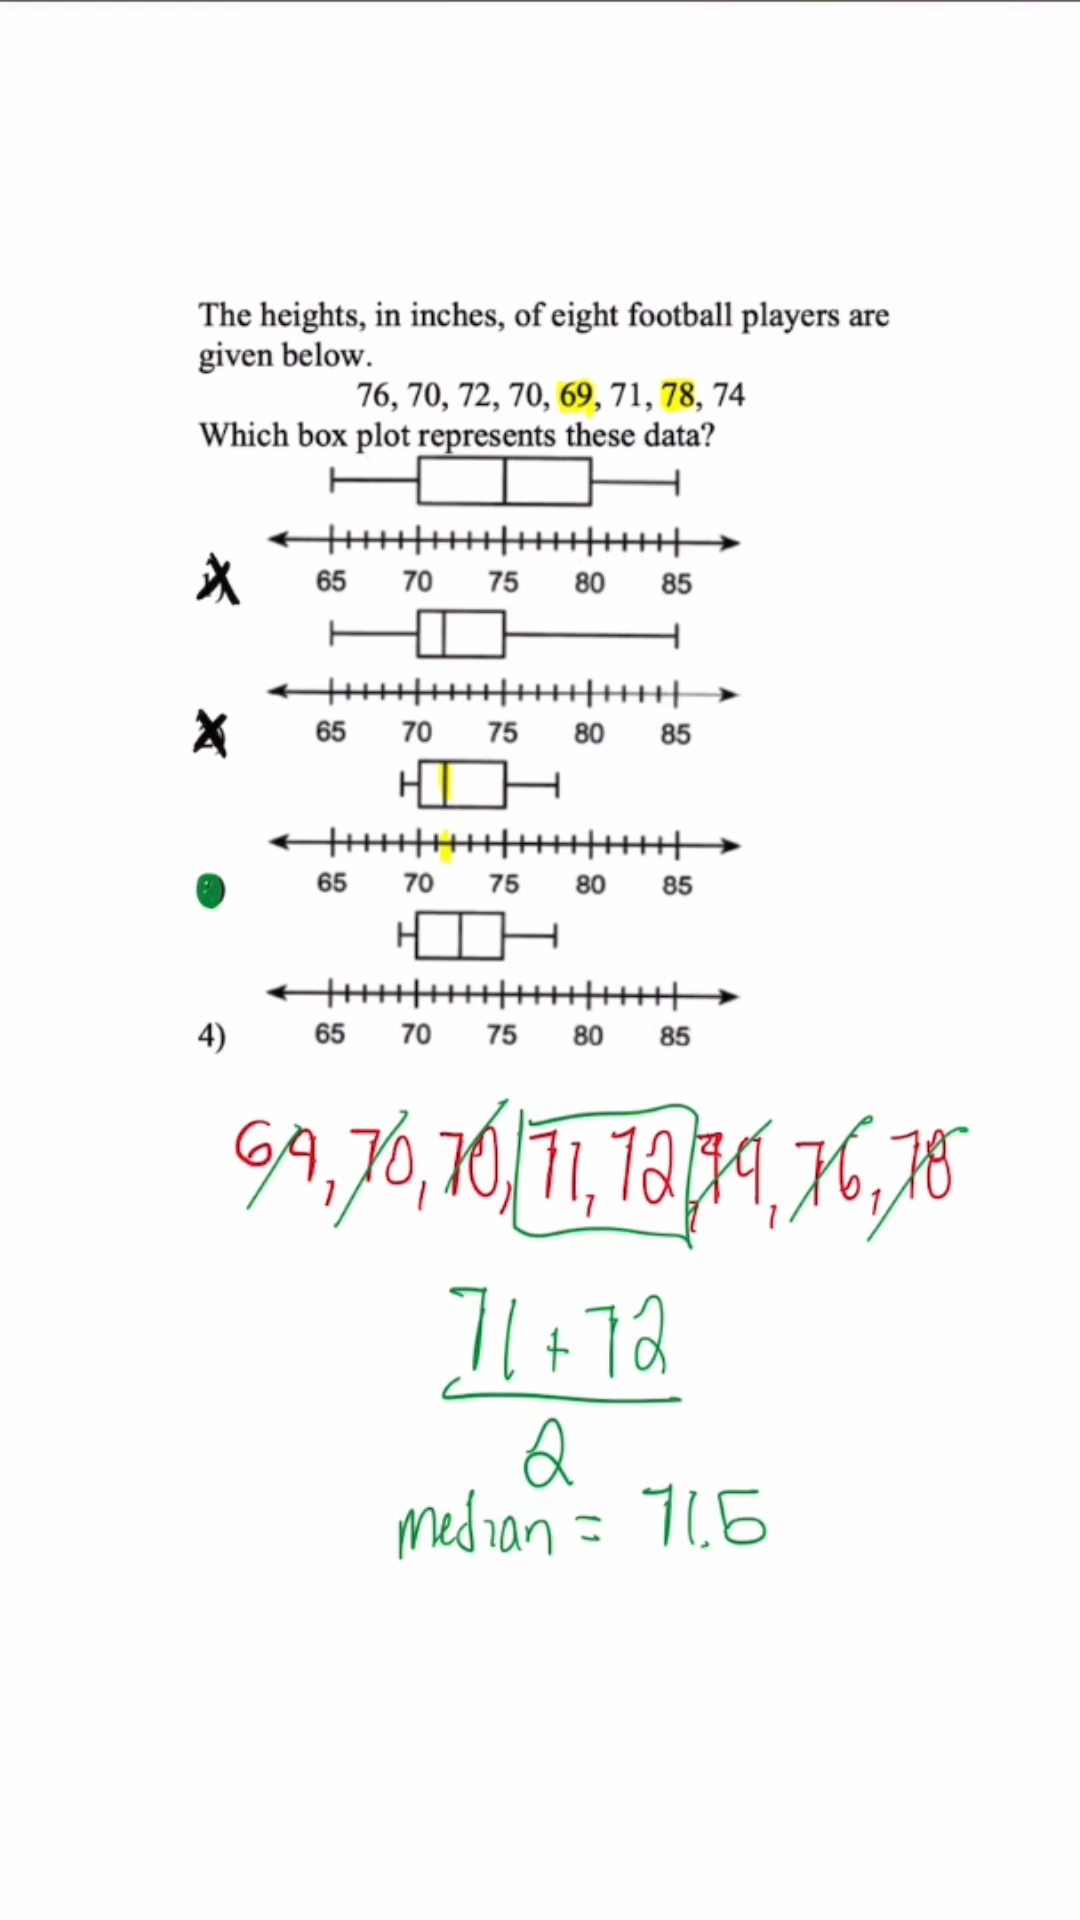 The heights, in inches, of eight football players are
given below.
76, 70, 72, 70, 69, 71, 78, 74
Which box plot represents these data?
65 70 75 80 85
65 70 75 80 85
65 70 75 80 85
65 70 75 80 85
4)
69, 70, 70, 71, 72, 74, 76, 78
71 + 72
2
median = 71.5